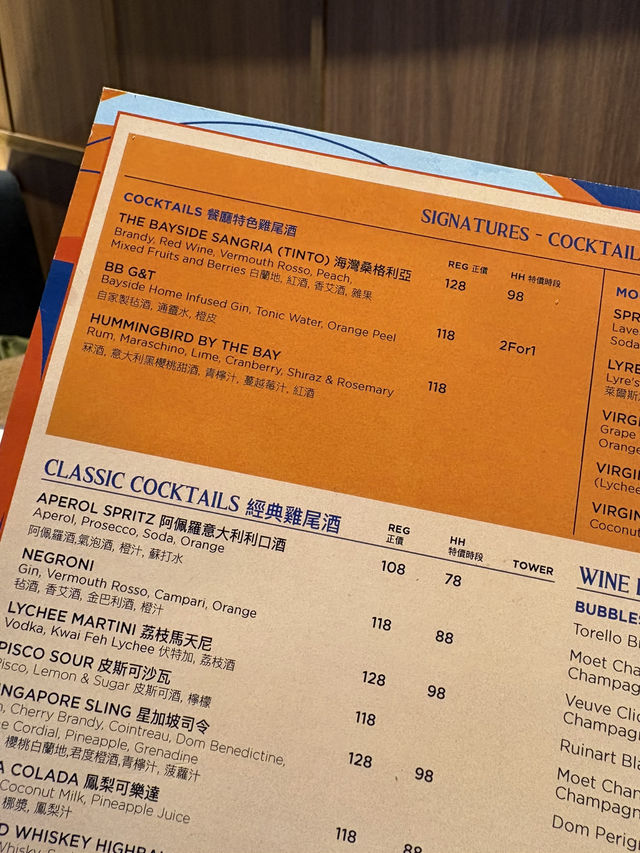 SIGNATURES - COCKTAIL
COCKTAILS 餐廳特色雞尾酒
REG 正價 HH 特價時段
THE BAYSIDE SANGRIA (TINTO) 海灣桑格利亞 128 98
Brandy, Red Wine, Vermouth Rosso, Peach,
Mixed Fruits and Berries 白蘭地, 紅酒, 香艾酒, 雜果
BB G&T 118 2For1
Bayside Home Infused Gin, Tonic Water, Orange Peel
自家製毡酒, 通靈水, 橙皮
HUMMINGBIRD BY THE BAY 118
Rum, Maraschino, Lime, Cranberry, Shiraz & Rosemary
冧酒, 意大利黑櫻桃甜酒, 青檸汁, 蔓越莓汁, 紅酒
MO
SPR
Lave
Soda
LYRE
Lyre's
萊爾斯
VIRG
Grape
Orange
VIRGI
(Lychee
VIRGIN
Coconut
CLASSIC COCKTAILS 經典雞尾酒
REG HH TOWER
正價 特價時段
APEROL SPRITZ 阿佩羅意大利利口酒 108 78
Aperol, Prosecco, Soda, Orange
阿佩羅酒,氣泡酒, 橙汁, 蘇打水
NEGRONI 118 88
Gin, Vermouth Rosso, Campari, Orange
毡酒, 香艾酒, 金巴利酒, 橙汁
LYCHEE MARTINI 荔枝馬天尼 128 98
Vodka, Kwai Feh Lychee 伏特加, 荔枝酒
PISCO SOUR 皮斯可沙瓦 118
Pisco, Lemon & Sugar 皮斯可酒, 檸檬
INGAPORE SLING 星加坡司令 128 98
n, Cherry Brandy, Cointreau, Dom Benedictine,
e Cordial, Pineapple, Grenadine
櫻桃白蘭地,君度橙酒,青檸汁, 菠蘿汁
A COLADA 鳳梨可樂達 118 88
Coconut Milk, Pineapple Juice
椰漿, 鳳梨汁
D WHISKEY HIGHBA
Whisky, S
WINE
BUBBLES
Torello B
Moet Cha
Champag
Veuve Clic
Champagn
Ruinart Bla
Moet Chan
Champagn
Dom Perig